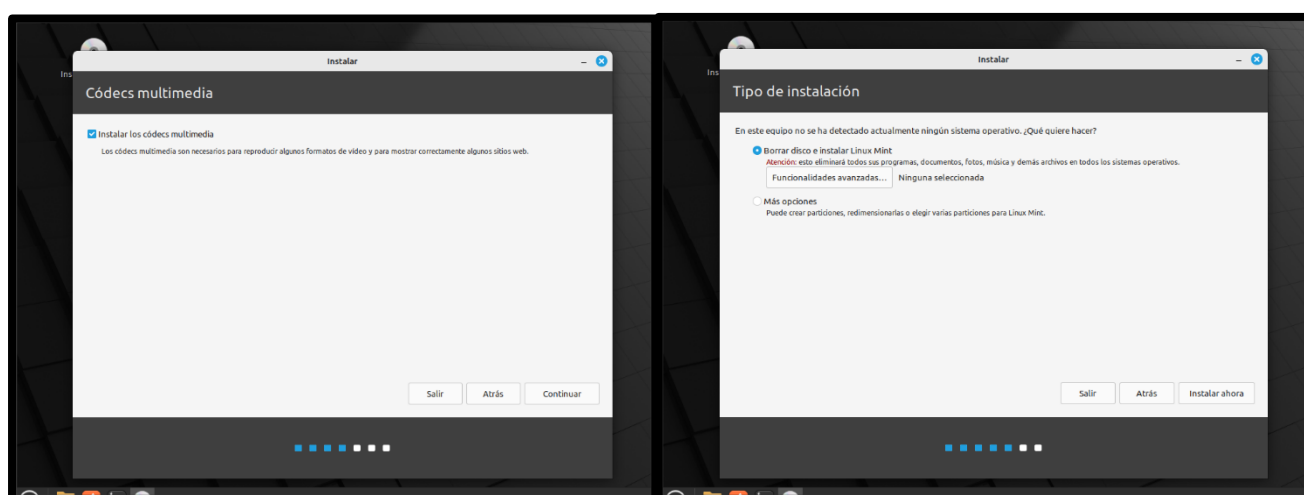 Ins
Instalar
Códecs multimedia
Instalar los códecs multimedia
Los códecs multimedia son necesarios para reproducir algunos formatos de vídeo y para mostrar correctamente algunos sitios web.
Salir
Atrás
Continuar
Ins
Instalar
Tipo de instalación
En este equipo no se ha detectado actualmente ningún sistema operativo. ¿Qué quiere hacer?
Borrar disco e instalar Linux Mint
Atención: esto eliminará todos sus programas, documentos, fotos, música y demás archivos en todos los sistemas operativos.
Funcionalidades avanzadas... Ninguna seleccionada
Más opciones
Puede crear particiones, redimensionarlas o elegir varias particiones para Linux Mint.
Salir
Atrás
Instalar ahora